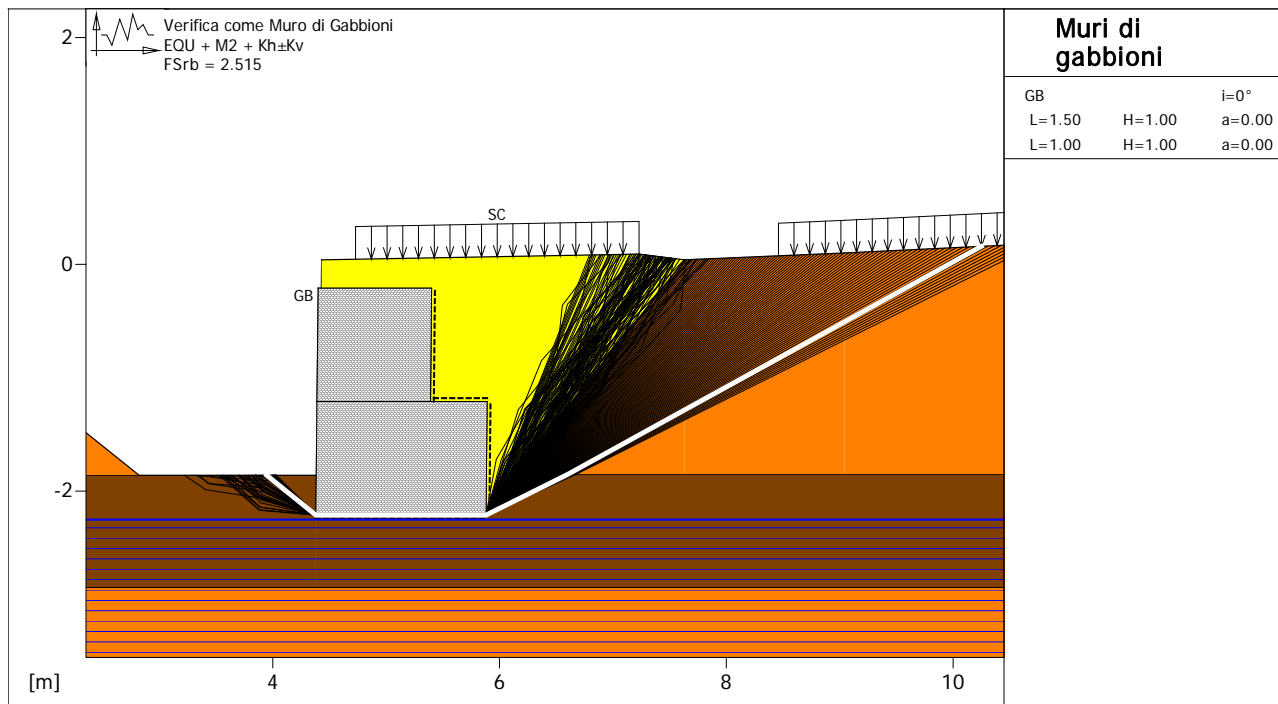 Verifica come Muro di Gabbioni
EQU + M2 + Kh±Kv
FSrb = 2.515
Muri di
gabbioni
GB i=0°
L=1.50 H=1.00 a=0.00
L=1.00 H=1.00 a=0.00
2
SC
0
GB
-2
[m]
4
6
8
10